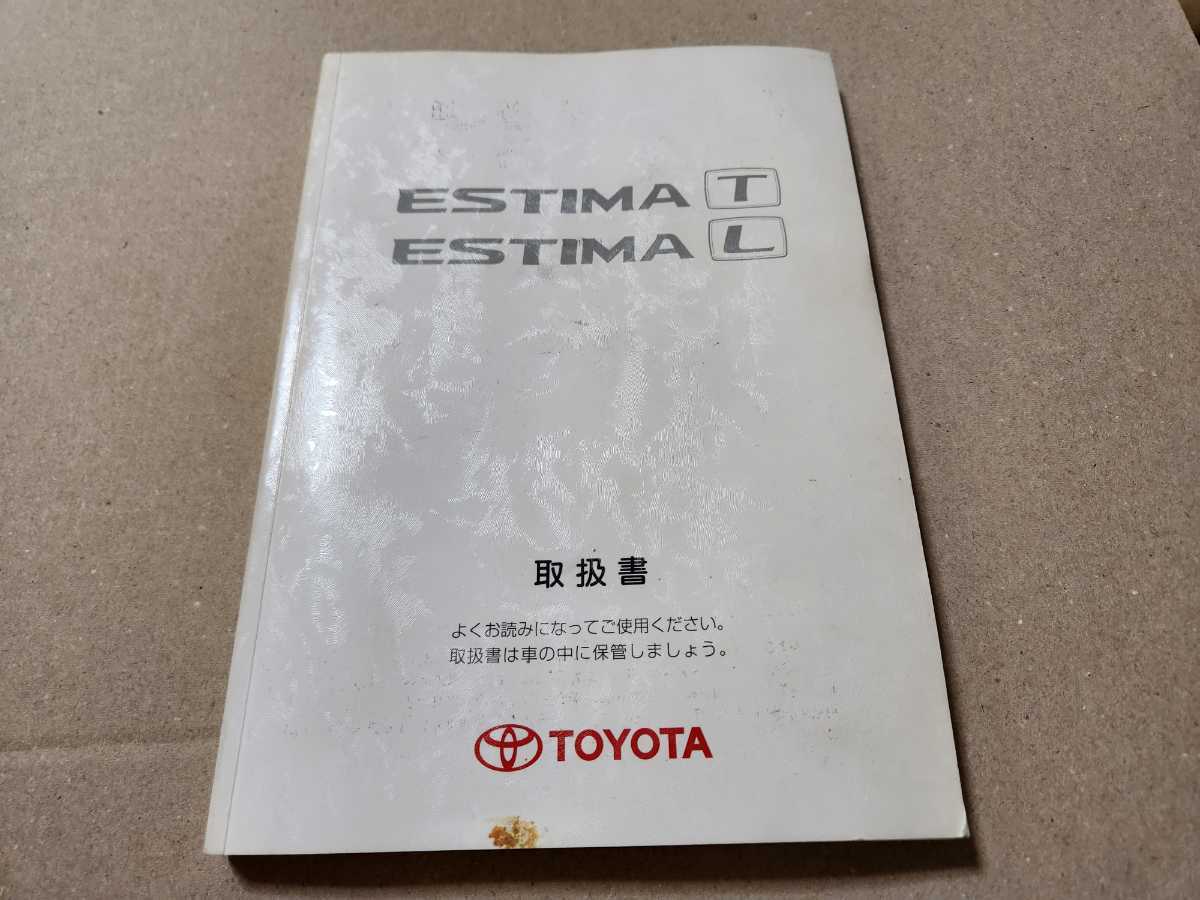 ESTIMA T
ESTIMA L
取扱書
よくお読みになってご使用ください。
取扱書は車の中に保管しましょう。
TOYOTA